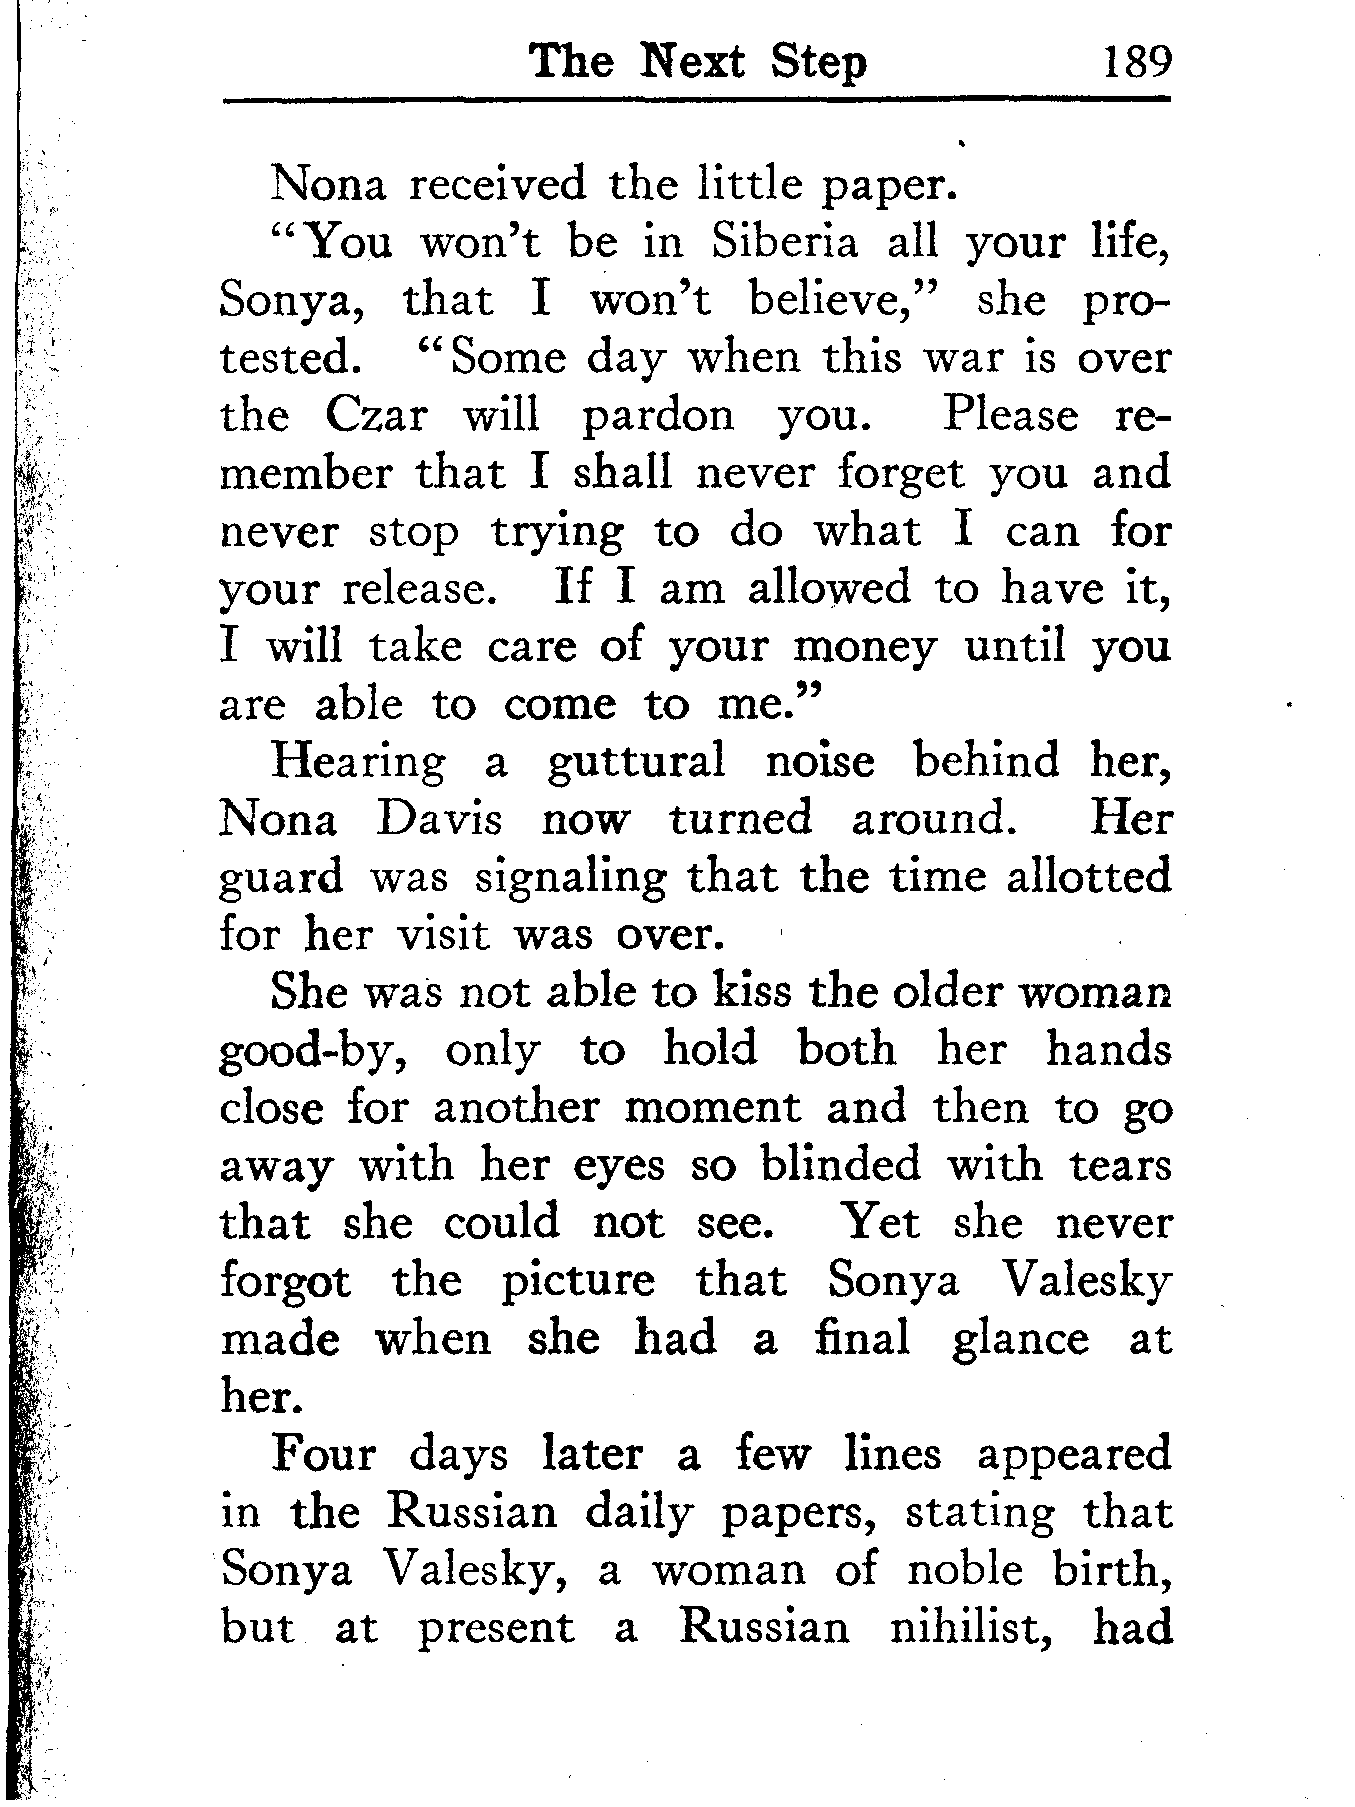 The Next Step 189
Nona received the little paper.
“You won’t be in Siberia all your life,
Sonya, that I won’t believe,” she pro-
tested. “Some day when this war is over
the Czar will pardon you. Please re-
member that I shall never forget you and
never stop trying to do what I can for
your release. If I am allowed to have it,
I will take care of your money until you
are able to come to me.”
Hearing a guttural noise behind her,
Nona Davis now turned around. Her
guard was signaling that the time allotted
for her visit was over.
She was not able to kiss the older woman
good-by, only to hold both her hands
close for another moment and then to go
away with her eyes so blinded with tears
that she could not see. Yet she never
forgot the picture that Sonya Valesky
made when she had a final glance at
her.
Four days later a few lines appeared
in the Russian daily papers, stating that
Sonya Valesky, a woman of noble birth,
but at present a Russian nihilist, had